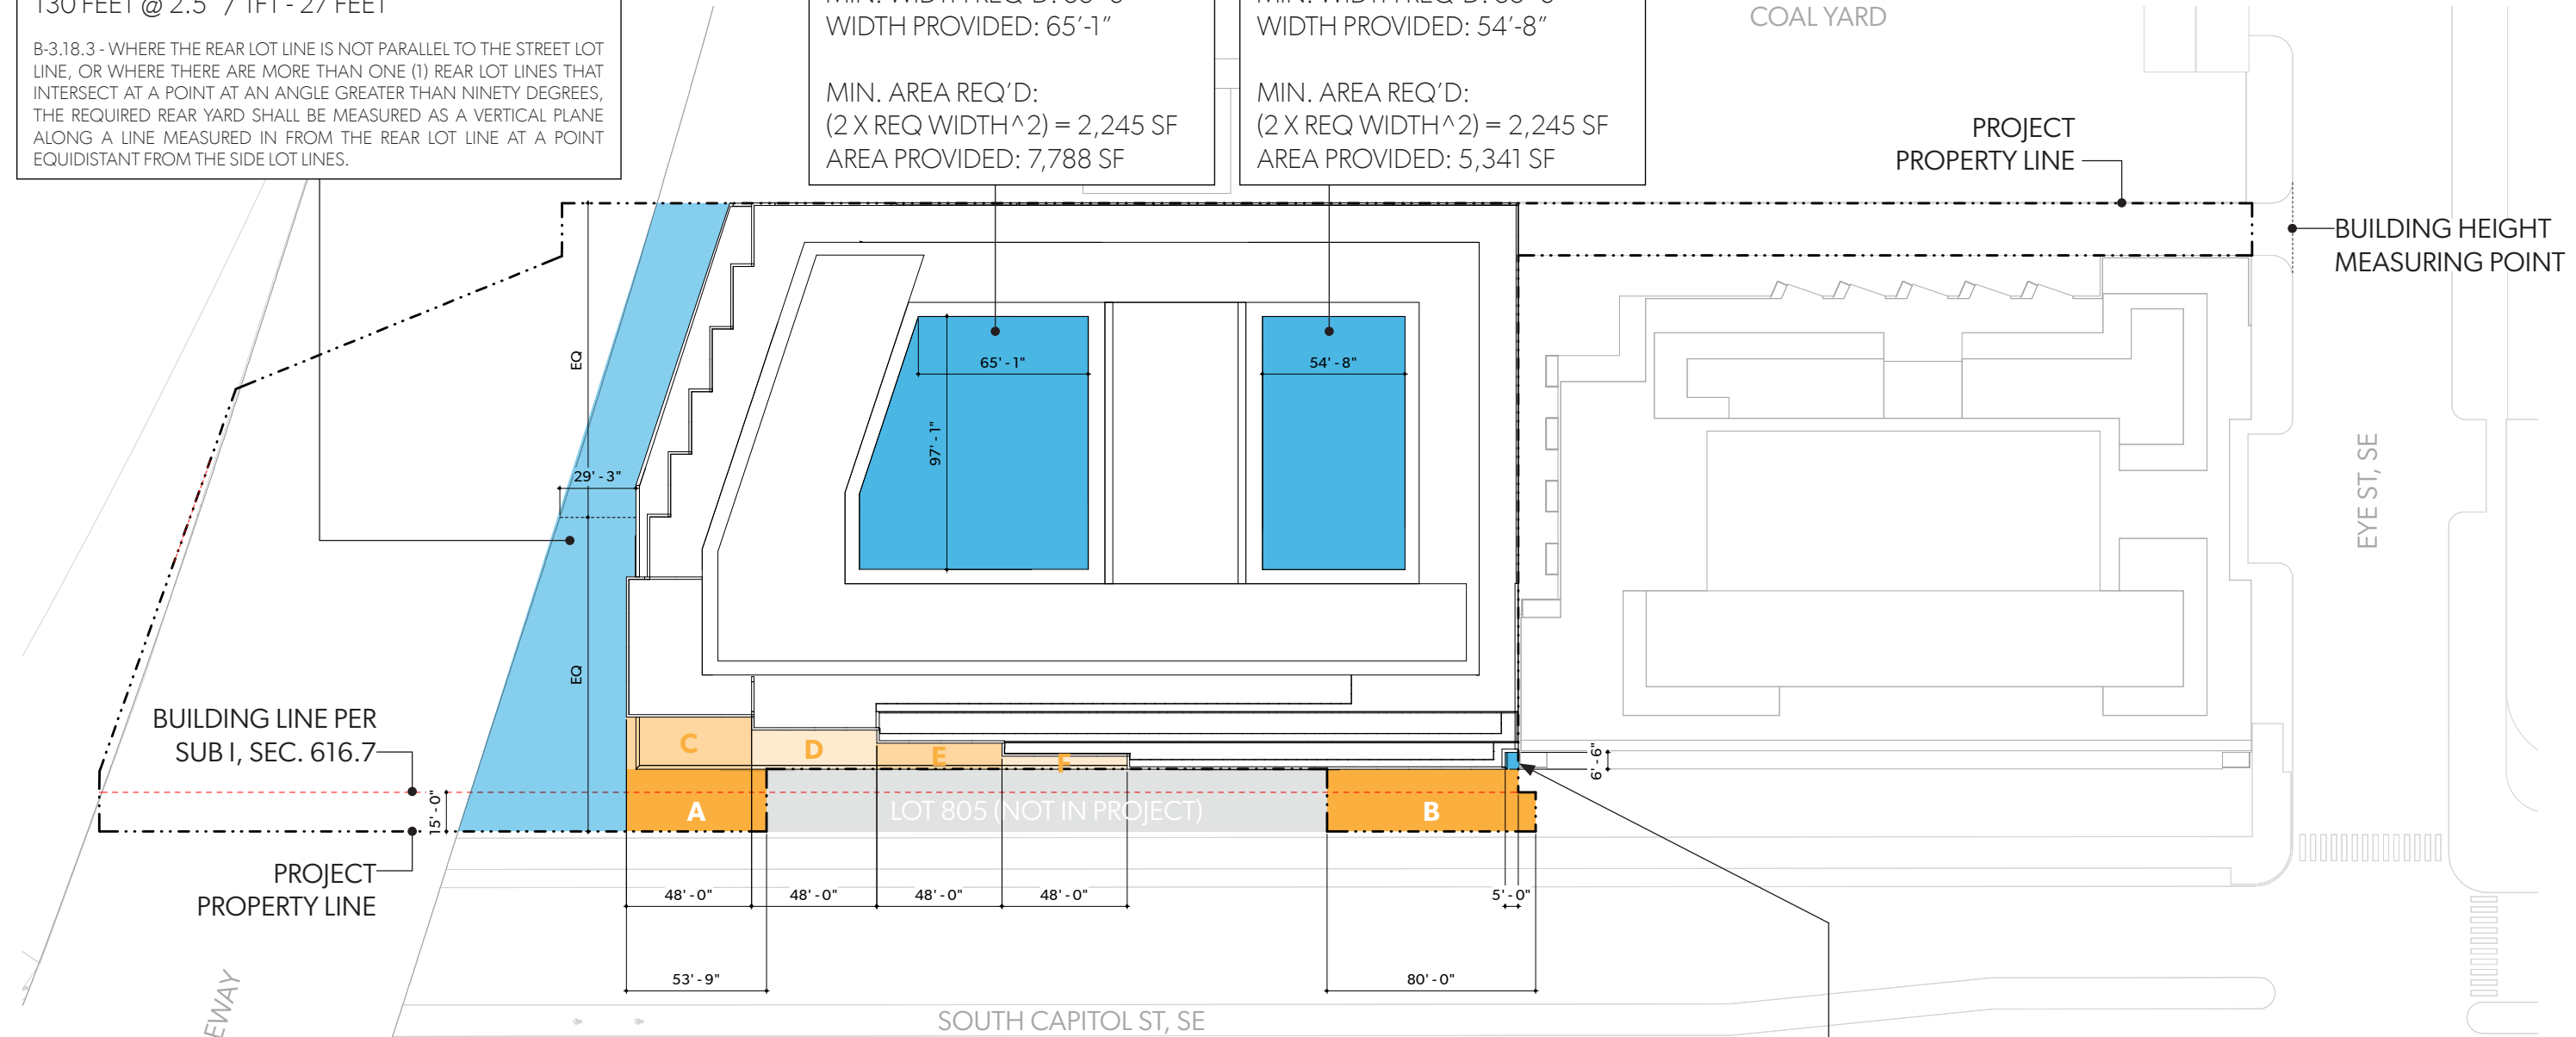 130 FEET @ 2.5" / 1FT - 27 FEET
B-3.18.3 - WHERE THE REAR LOT LINE IS NOT PARALLEL TO THE STREET LOT
LINE, OR WHERE THERE ARE MORE THAN ONE (1) REAR LOT LINES THAT
INTERSECT AT A POINT AT AN ANGLE GREATER THAN NINETY DEGREES,
THE REQUIRED REAR YARD SHALL BE MEASURED AS A VERTICAL PLANE
ALONG A LINE MEASURED IN FROM THE REAR LOT LINE AT A POINT
EQUIDISTANT FROM THE SIDE LOT LINES.
WIDTH PROVIDED: 65'-1"
MIN. AREA REQ'D:
(2 X REQ WIDTH^2) = 2,245 SF
AREA PROVIDED: 7,788 SF
WIDTH PROVIDED: 54'-8"
MIN. AREA REQ'D:
(2 X REQ WIDTH^2) = 2,245 SF
AREA PROVIDED: 5,341 SF
COAL YARD
PROJECT
PROPERTY LINE
BUILDING HEIGHT
MEASURING POINT
EQ
65' - 1"
54' - 8"
97' - 1"
29' - 3"
EYE ST, SE
EQ
BUILDING LINE PER
SUB I, SEC. 616.7
C
D
E
F
6' - 6"
15' - 0"
A
LOT 805 (NOT IN PROJECT)
B
PROJECT
PROPERTY LINE
48' - 0"
48' - 0"
48' - 0"
48' - 0"
5' - 0"
53' - 9"
80' - 0"
EWAY
SOUTH CAPITOL ST, SE